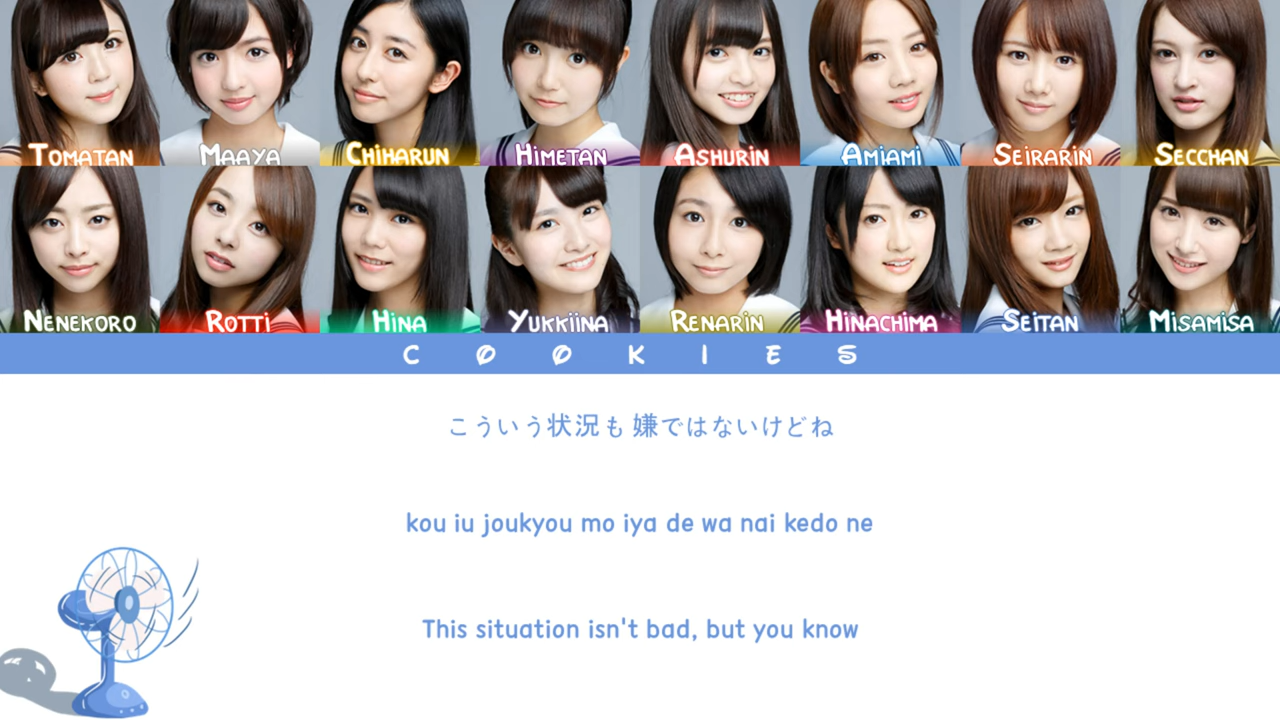 Tomatan Maaya Chiharun Himetan Ashurin Amiami Seirarin Secchan
Nenekoro Rotti Hina Yukkiina Renarin Hinachima Seitan Misamisa
COOKIES
こういう状況も 嫌ではないけどね
kou iu joukyou mo iya de wa nai kedo ne
This situation isn't bad, but you know